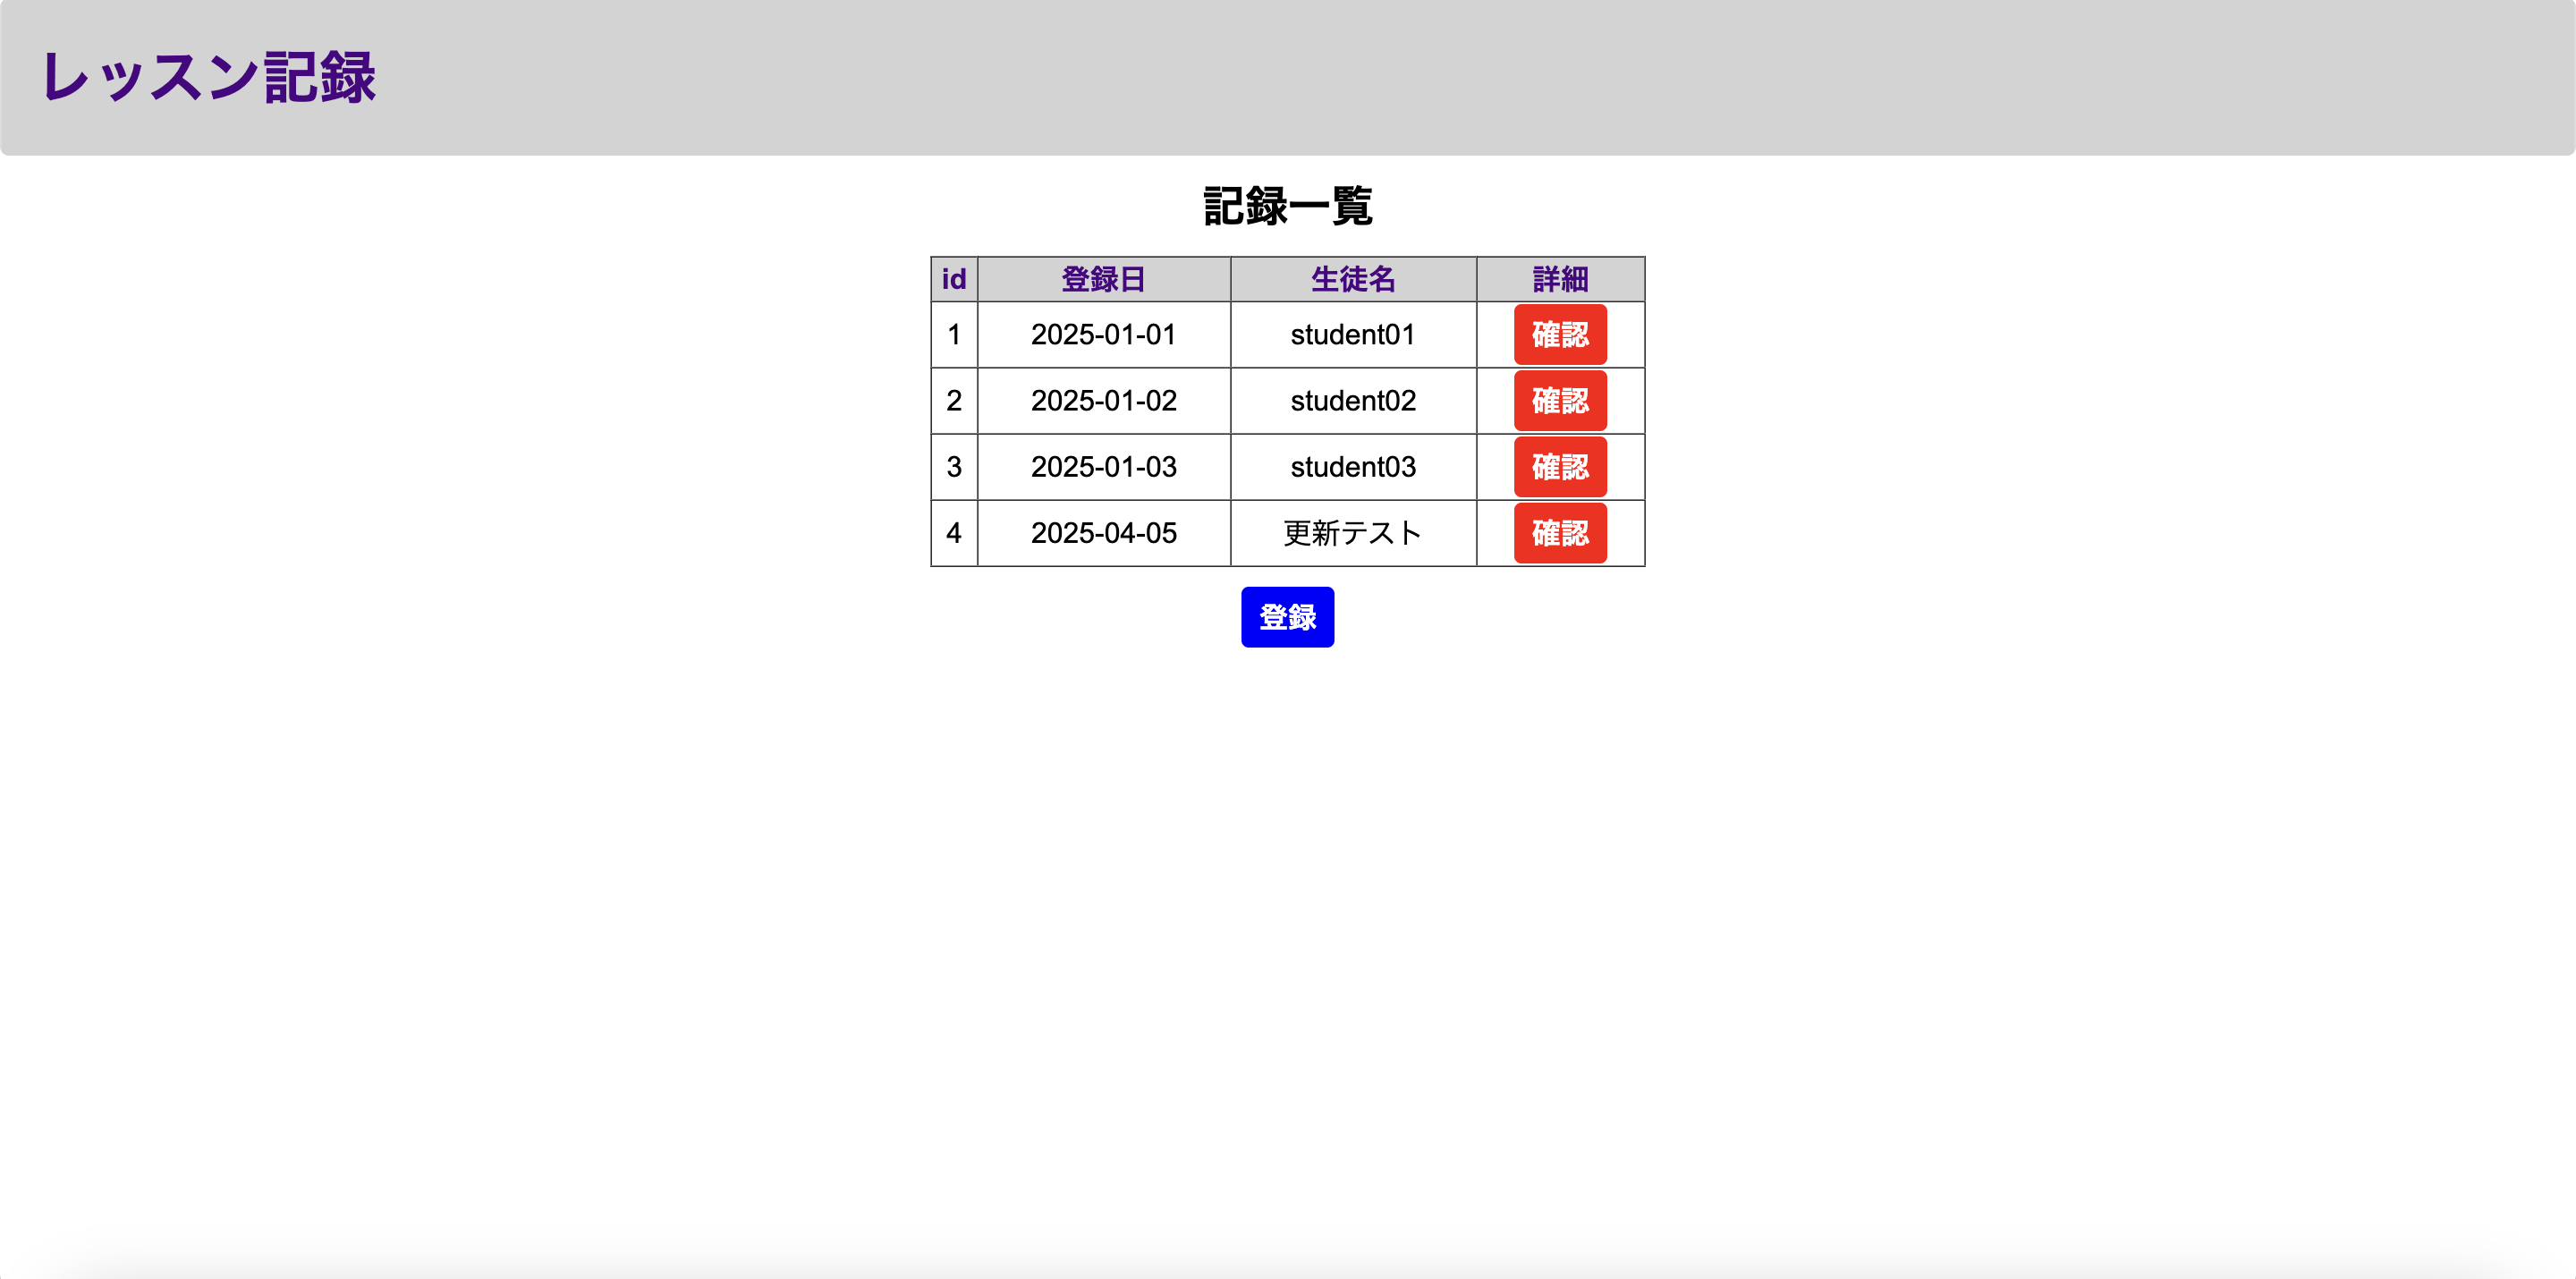 レッスン記録
記録一覧
id 登録日 生徒名 詳細
1 2025-01-01 student01 確認
2 2025-01-02 student02 確認
3 2025-01-03 student03 確認
4 2025-04-05 更新テスト 確認
登録